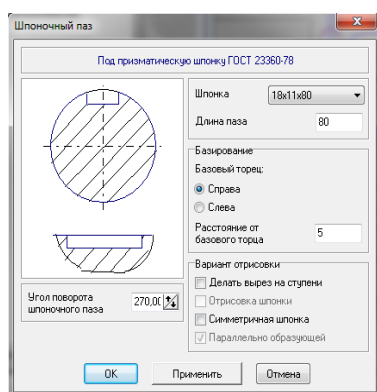 Шпоночный паз
Под призматическую шпонку ГОСТ 23360-78
Шпонка 18x11x80
Длина паза 80
Базирование
Базовый торец:
Справа
Слева
Расстояние от
базового торца 5
Вариант отрисовки
Делать вырез на ступени
Отрисовка шпонки
Симметричная шпонка
Параллельно образующей
Угол поворота
шпоночного паза 270,0
OK Применить Отмена